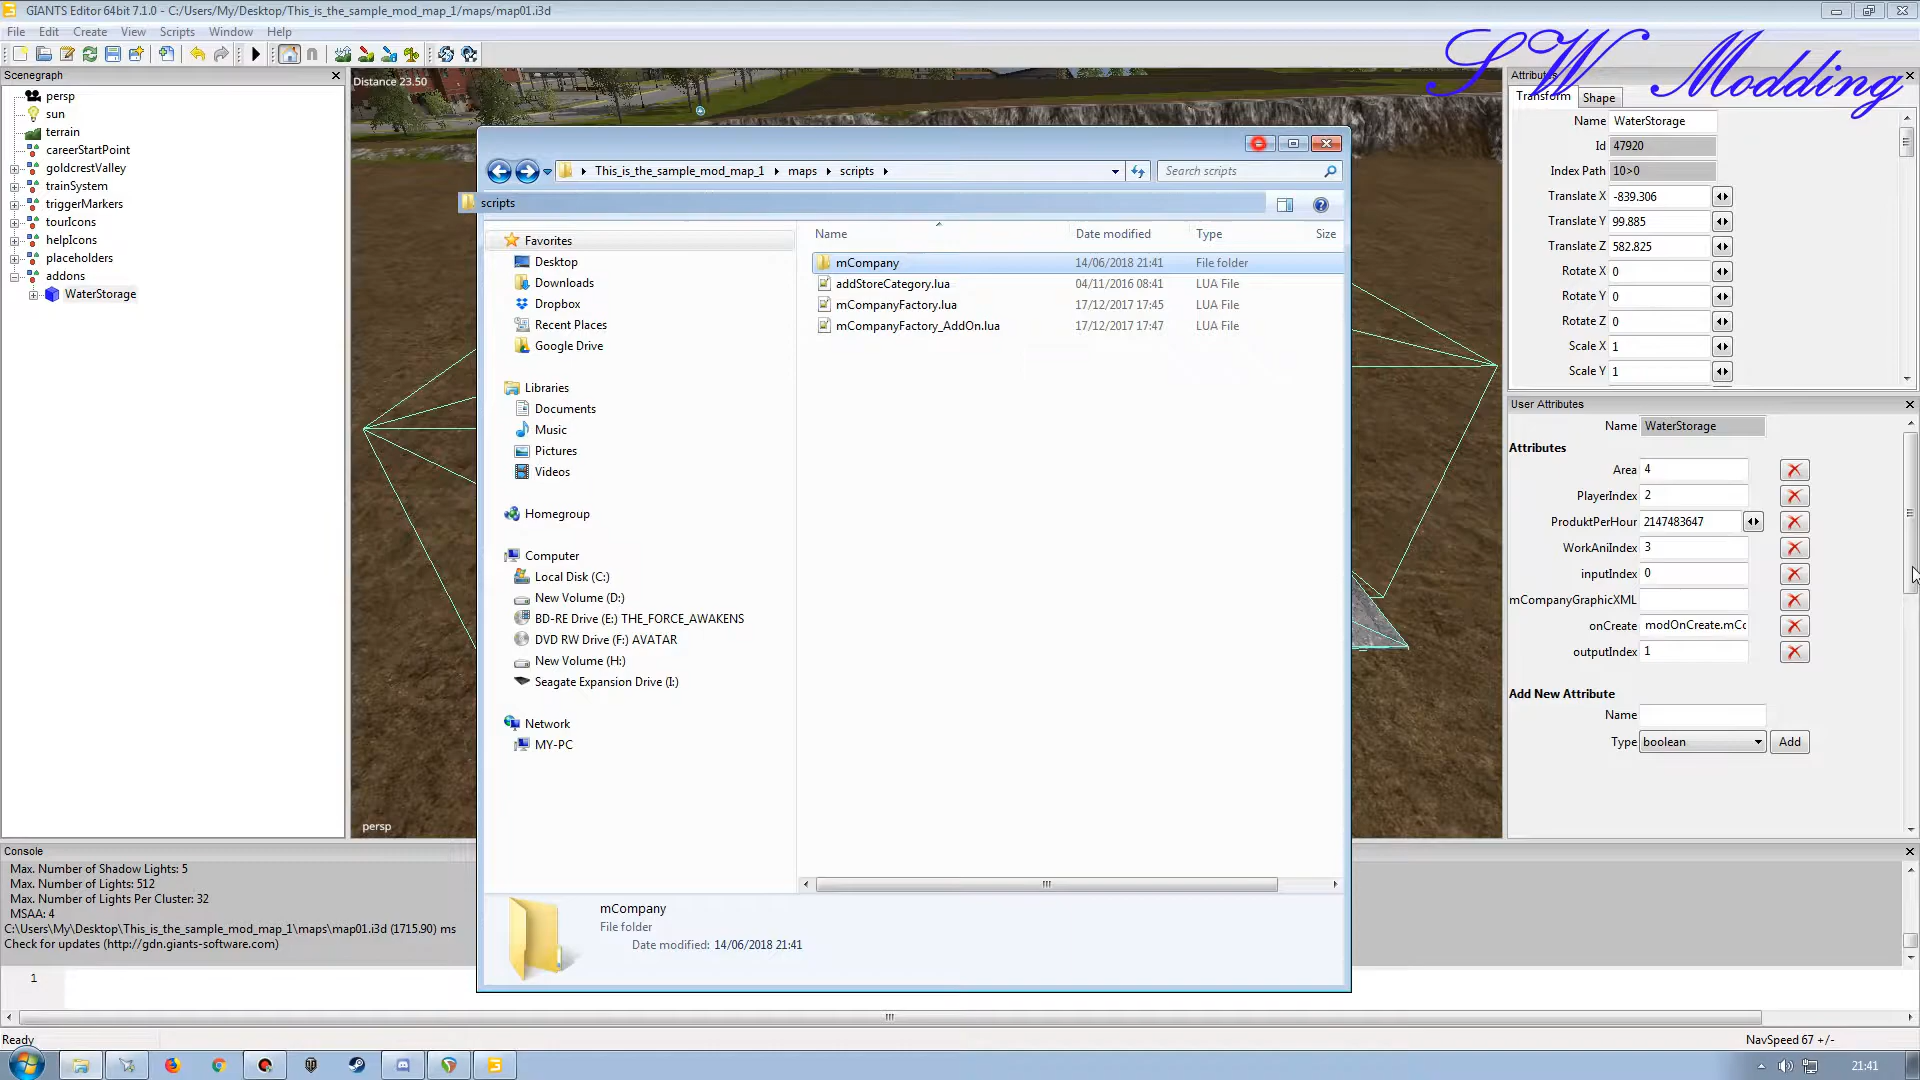 GIANTS Editor 64bit 7.1.0 - C:/Users/My/Desktop/This_is_the_sample_mod_map_1/maps/map01.i3d
File Edit Create View Scripts Window Help
SW Modding
Scenegraph
persp
sun
terrain
careerStartPoint
goldcrestValley
trainSystem
triggerMarkers
tourIcons
helpIcons
placeholders
addons
WaterStorage
Distance 23.50
persp
This_is_the_sample_mod_map_1 maps scripts
Search scripts
scripts
Favorites
Desktop
Downloads
Dropbox
Recent Places
Google Drive
Libraries
Documents
Music
Pictures
Videos
Homegroup
Computer
Local Disk (C:)
New Volume (D:)
BD-RE Drive (E:) THE_FORCE_AWAKENS
DVD RW Drive (F:) AVATAR
New Volume (H:)
Seagate Expansion Drive (I:)
Network
MY-PC
Name Date modified Type Size
mCompany 14/06/2018 21:41 File folder
addStoreCategory.lua 04/11/2016 08:41 LUA File
mCompanyFactory.lua 17/12/2017 17:45 LUA File
mCompanyFactory_AddOn.lua 17/12/2017 17:47 LUA File
mCompany
File folder
Date modified: 14/06/2018 21:41
Attributes
Transform Shape
Name WaterStorage
Id 47920
Index Path 10>0
Translate X -839.306
Translate Y 99.885
Translate Z 582.825
Rotate X 0
Rotate Y 0
Rotate Z 0
Scale X 1
Scale Y 1
User Attributes
Name WaterStorage
Attributes
Area 4
PlayerIndex 2
ProduktPerHour 2147483647
WorkAniIndex 3
inputIndex 0
mCompanyGraphicXML
onCreate modOnCreate.mCo
outputIndex 1
Add New Attribute
Name
Type boolean Add
Console
Max. Number of Shadow Lights: 5
Max. Number of Lights: 512
Max. Number of Lights Per Cluster: 32
MSAA: 4
C:\Users\My\Desktop\This_is_the_sample_mod_map_1\maps\map01.i3d (1715.90) ms
Check for updates (http://gdn.giants-software.com)
1
Ready
NavSpeed 67 +/-
21:41